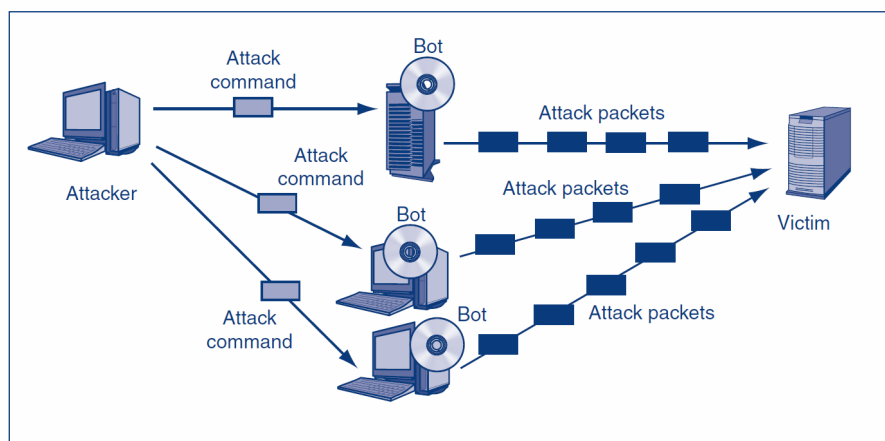 Bot
Attack
command
Attack packets
Attack
command
Attacker
Attack packets
Bot
Victim
Bot
Attack packets
Attack
command